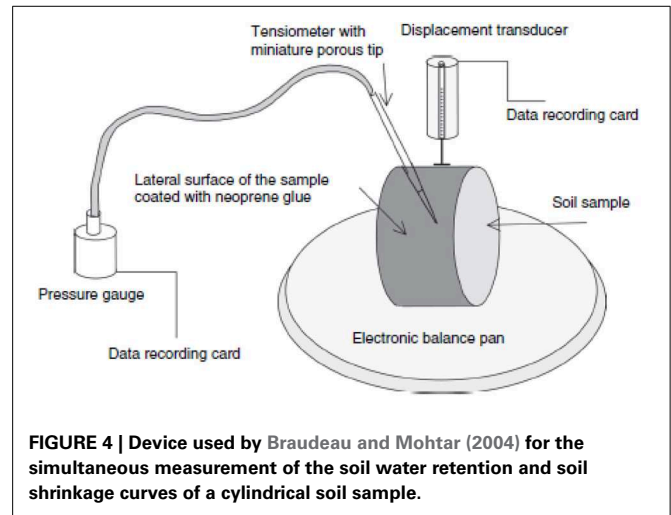 Tensiometer with
miniature porous tip
Displacement transducer
Data recording card
Lateral surface of the sample
coated with neoprene glue
Soil sample
Pressure gauge
Electronic balance pan
Data recording card
FIGURE 4 | Device used by Braudeau and Mohtar (2004) for the
simultaneous measurement of the soil water retention and soil
shrinkage curves of a cylindrical soil sample.